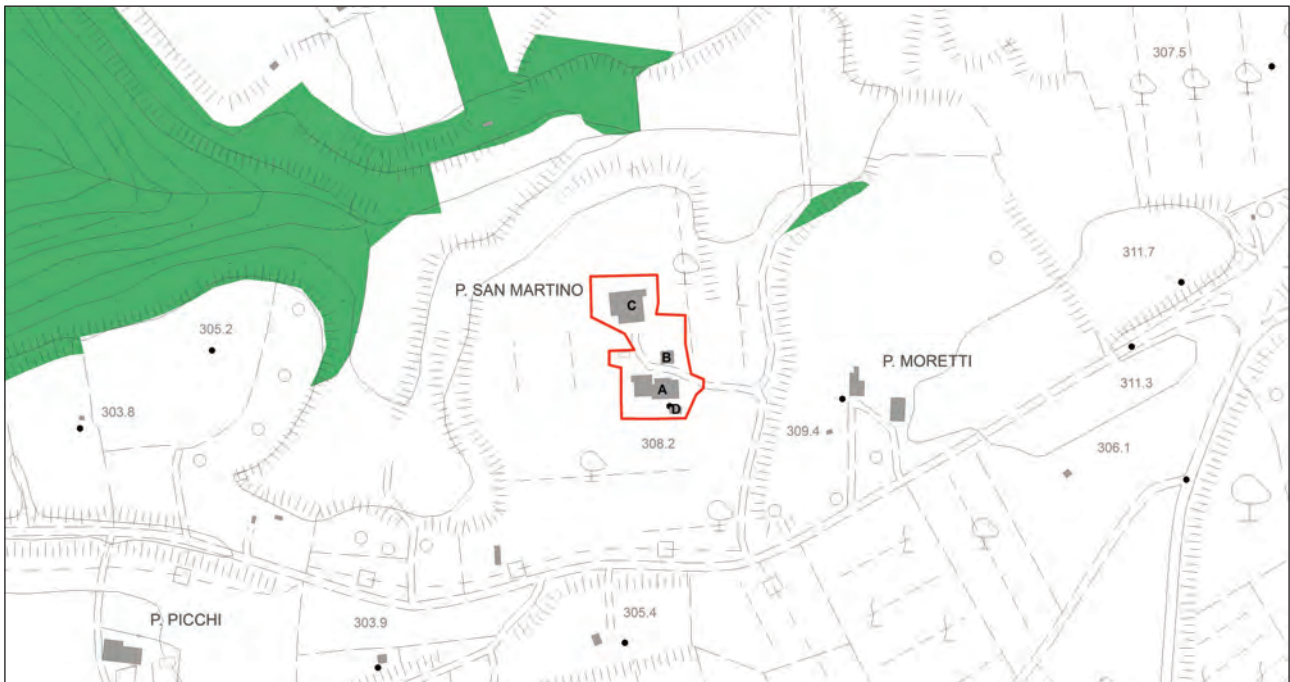 307.5
311.7
P. SAN MARTINO
C
305.2
B
P. MORETTI
A
311.3
D
303.8
309.4
308.2
306.1
P. PICCHI
303.9
305.4